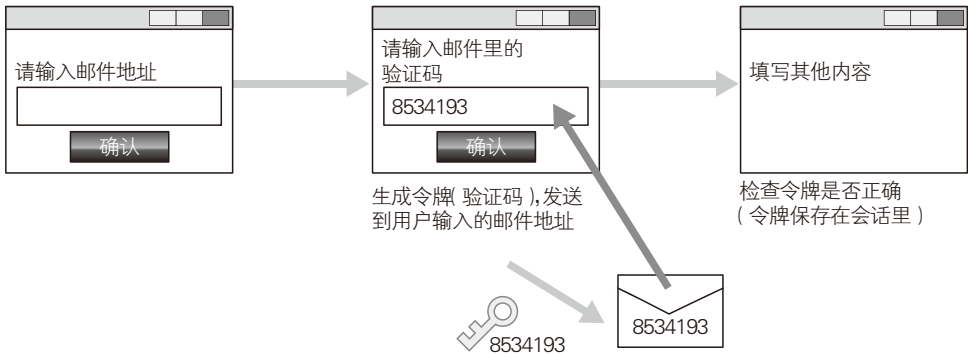 请输入邮件地址
确认
请输入邮件里的
验证码
8534193
确认
生成令牌(验证码),发送
到用户输入的邮件地址
填写其他内容
检查令牌是否正确
(令牌保存在会话里)
8534193
8534193